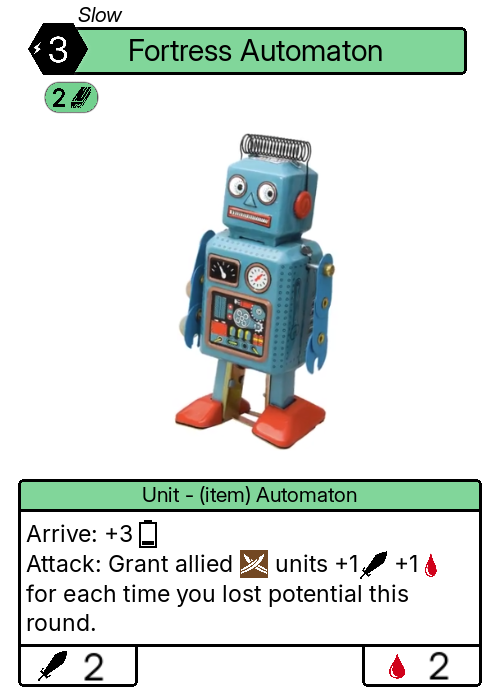 Slow
3 Fortress Automaton
2
Unit - (item) Automaton
Arrive: +3
Attack: Grant allied units +1 +1
for each time you lost potential this
round.
2 2